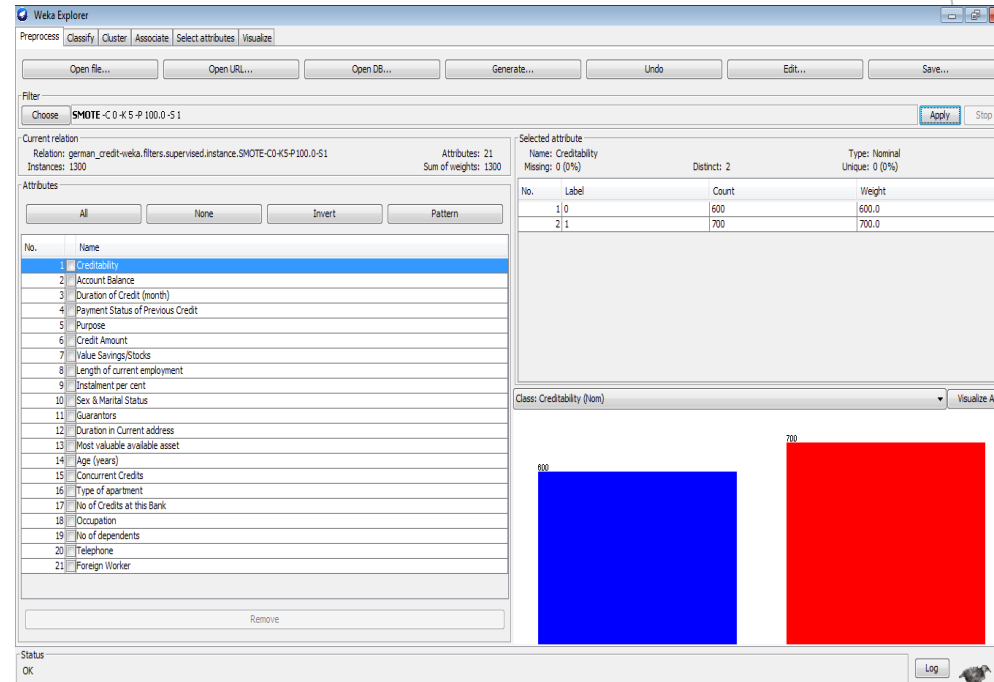 Weka Explorer
Preprocess Classify Cluster Associate Select attributes Visualize
Open file... Open URL... Open DB... Generate... Undo Edit... Save...
Filter
Choose SMOTE -C 0 -K 5 -P 100.0 -S 1 Apply Stop
Current relation
Relation: german_credit-weka.filters.supervised.instance.SMOTE-C0-K5-P100.0-S1 Attributes: 21
Instances: 1300 Sum of weights: 1300
Attributes
All None Invert Pattern
No. Name
1 Creditability
2 Account Balance
3 Duration of Credit (month)
4 Payment Status of Previous Credit
5 Purpose
6 Credit Amount
7 Value Savings/Stocks
8 Length of current employment
9 Instalment per cent
10 Sex & Marital Status
11 Guarantors
12 Duration in Current address
13 Most valuable available asset
14 Age (years)
15 Concurrent Credits
16 Type of apartment
17 No of Credits at this Bank
18 Occupation
19 No of dependents
20 Telephone
21 Foreign Worker
Remove
Selected attribute
Name: Creditability Type: Nominal
Missing: 0 (0%) Distinct: 2 Unique: 0 (0%)
No. Label Count Weight
1 0 600 600.0
2 1 700 700.0
Class: Creditability (Nom) Visualize A
600
700
Status
OK
Log